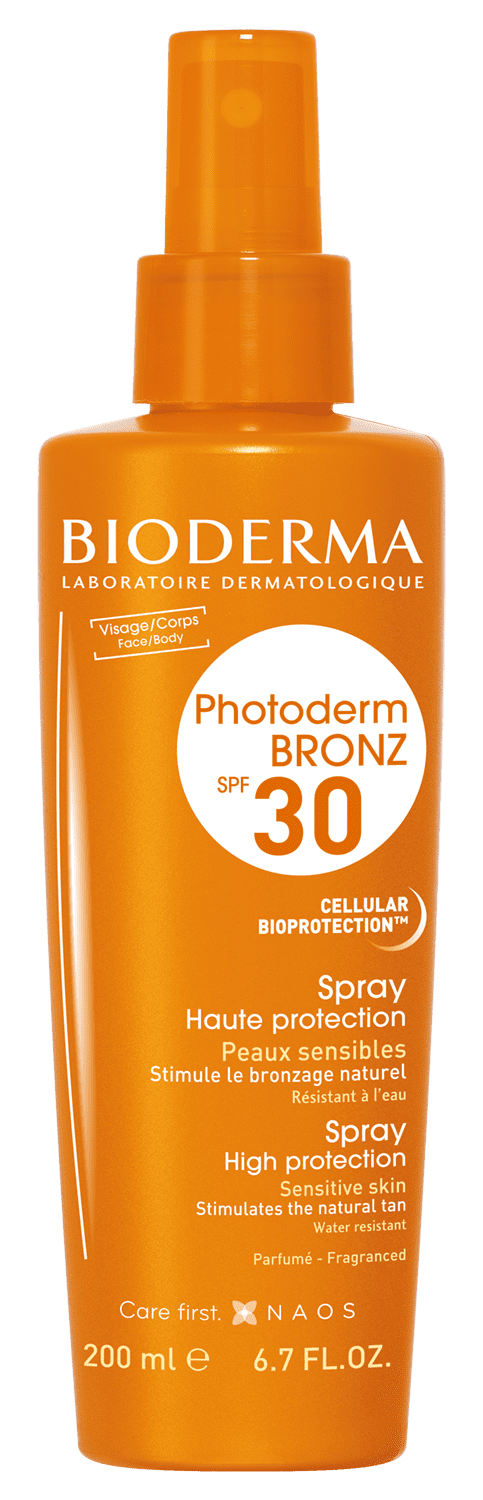 BIODERMA
LABORATOIRE DERMATOLOGIQUE
Visage/Corps
Face/Body
Photoderm
BRONZ
SPF 30
CELLULAR
BIOPROTECTION™
Spray
Haute protection
Peaux sensibles
Stimule le bronzage naturel
Résistant à l'eau
Spray
High protection
Sensitive skin
Stimulates the natural tan
Water resistant
Parfumé - Fragranced
Care first. NAOS
200 ml ℮ 6.7 FL.OZ.